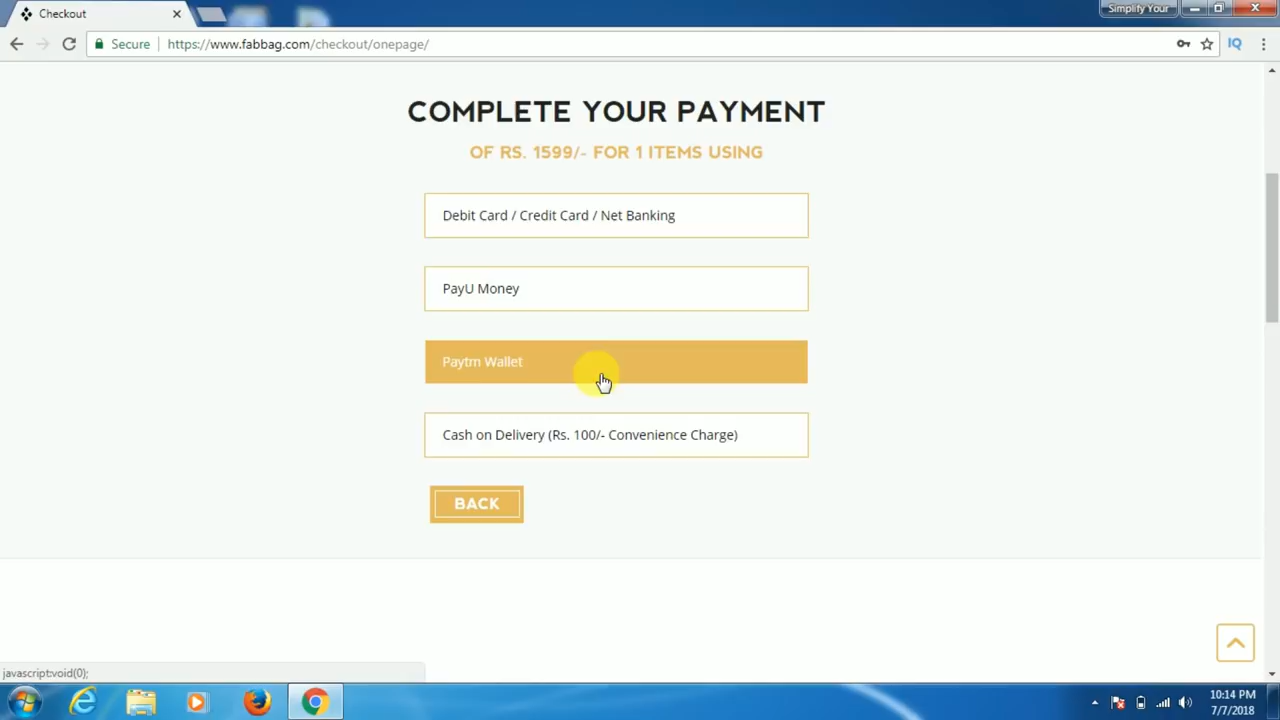 Checkout
Simplify Your
Secure
https://www.fabbag.com/checkout/onepage/
IQ
COMPLETE YOUR PAYMENT
OF RS. 1599/- FOR 1 ITEMS USING
Debit Card / Credit Card / Net Banking
PayU Money
Paytm Wallet
Cash on Delivery (Rs. 100/- Convenience Charge)
BACK
javascript:void(0);
10:14 PM
7/7/2018